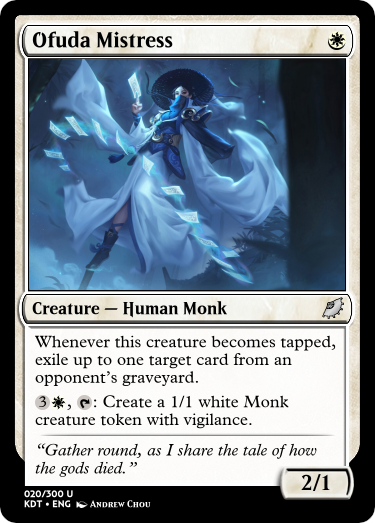 Ofuda Mistress
Creature — Human Monk
Whenever this creature becomes tapped,
exile up to one target card from an
opponent's graveyard.
3, : Create a 1/1 white Monk
creature token with vigilance.
“Gather round, as I share the tale of how
the gods died.”
2/1
020/300 U
KDT • ENG Andrew Chou